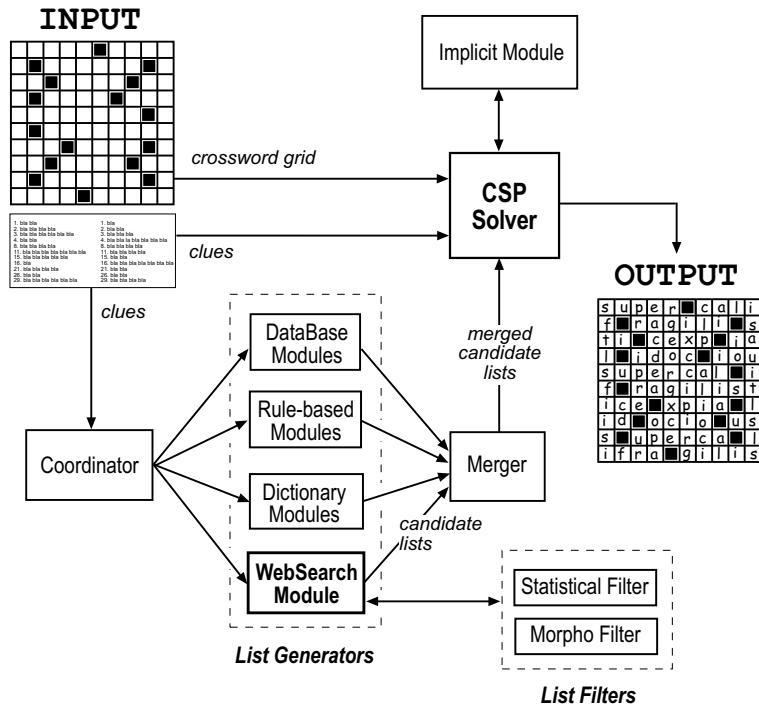 INPUT
Implicit Module
crossword grid
CSP
Solver
1. bla bla
2. bla bla bla bla
3. bla bla bla bla bla bla
4. bla bla
8. bla bla bla bla
11. bla bla bla bla bla bla bla
15. bla bla bla bla bla
16. bla
21. bla bla bla bla
26. bla bla
29. bla bla bla bla bla bla
1. bla
2. bla bla
3. bla bla bla
4. bla bla la bla bla bla bla
8. bla bla bla bla
11. bla bla bla bla
15. bla bla
16. bla bla bla bla bla bla bla
21. bla bla
26. bla bla
29. bla bla bla bla
clues
clues
OUTPUT
s u p e r c a l i
f r a g i l i s
t i c e x p i a
l i d o c i o u
s u p e r c a l i
f r a g i l i s t
i c e x p i a l
i d o c i o u s
s u p e r c a l
i f r a g i l i s
merged
candidate
lists
DataBase
Modules
Rule-based
Modules
Coordinator
Merger
Dictionary
Modules
candidate
lists
WebSearch
Module
Statistical Filter
Morpho Filter
List Generators
List Filters